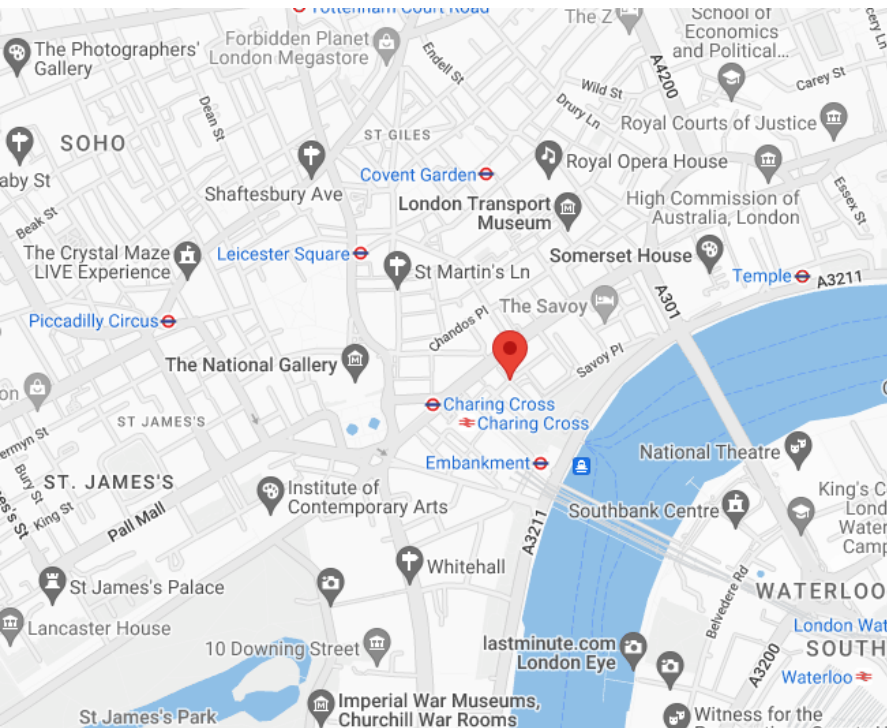 Tottenham Court Road
The Z
School of
Economics
and Political...
The Photographers'
Gallery
Forbidden Planet
London Megastore
Endell St
A4200
Carey St
Wild St
Drury Ln
Dean St
SOHO
ST GILES
Royal Courts of Justice
aby St
Shaftesbury Ave
Covent Garden
Royal Opera House
Essex St
London Transport
Museum
High Commission of
Australia, London
Beak St
The Crystal Maze
LIVE Experience
Leicester Square
St Martin's Ln
Somerset House
Temple
A3211
Piccadilly Circus
Chandos Pl
The Savoy
A301
The National Gallery
Savoy Pl
on
Charing Cross
Charing Cross
ST JAMES'S
ermyn St
Embankment
National Theatre
Bury St
ST. JAMES'S
Institute of
Contemporary Arts
Southbank Centre
King's C
Lond
Water
Camp
es's St
King St
Pall Mall
A3211
St James's Palace
Whitehall
Belvedere Rd
WATERLOO
Lancaster House
London Wat
10 Downing Street
lastminute.com
London Eye
A3200
SOUTH
Waterloo
St James's Park
Imperial War Museums,
Churchill War Rooms
Witness for the